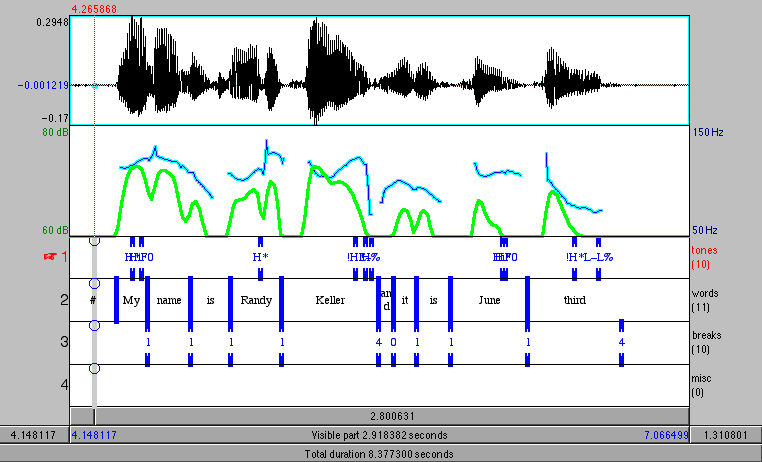 4.265868
0.2948
-0.001219
-0.17
80 dB
60 dB
150 Hz
50 Hz
1 H* !H* L-L% tones (10)
2 # My name is Randy Keller and it is June third words (11)
3 1 1 1 1 4 0 1 1 1 4 breaks (10)
4 misc (0)
2.800631
4.148117 4.148117 Visible part 2.918382 seconds 7.066499 1.310801
Total duration 8.377300 seconds